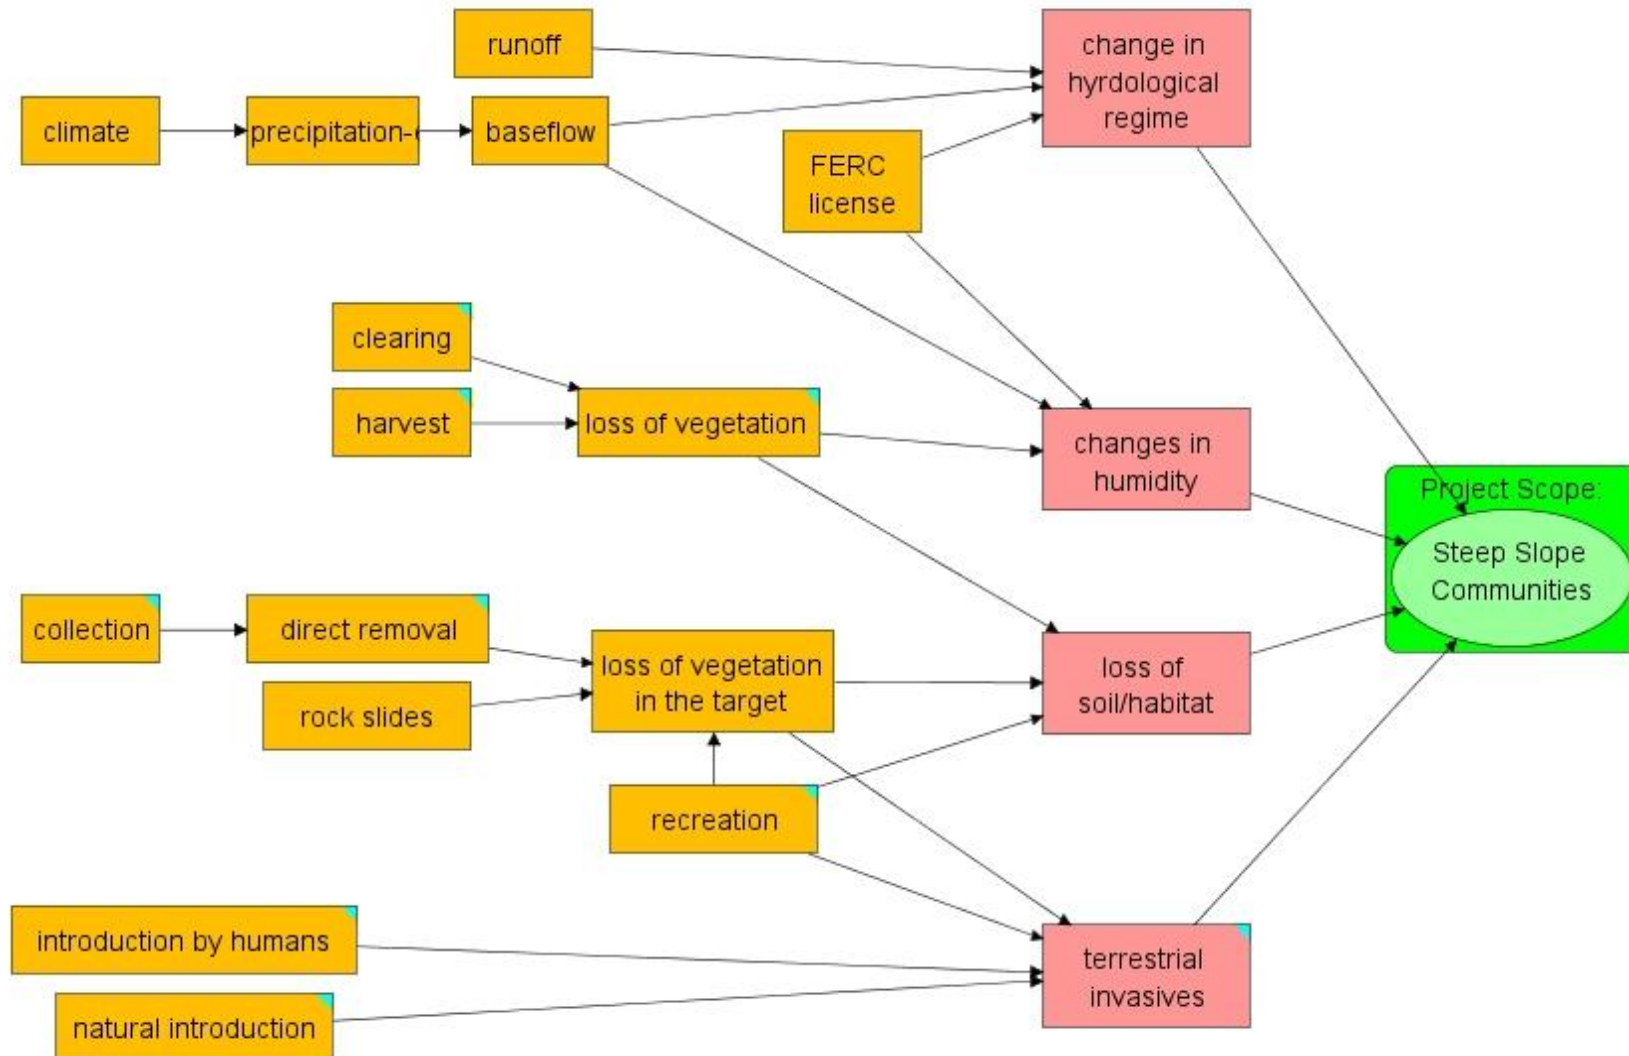 runoff
change in
hyrdological
regime
climate
precipitation-
baseflow
FERC
license
clearing
harvest
loss of vegetation
changes in
humidity
Project Scope:
Steep Slope
Communities
collection
direct removal
rock slides
loss of vegetation
in the target
loss of
soil/habitat
recreation
introduction by humans
natural introduction
terrestrial
invasives